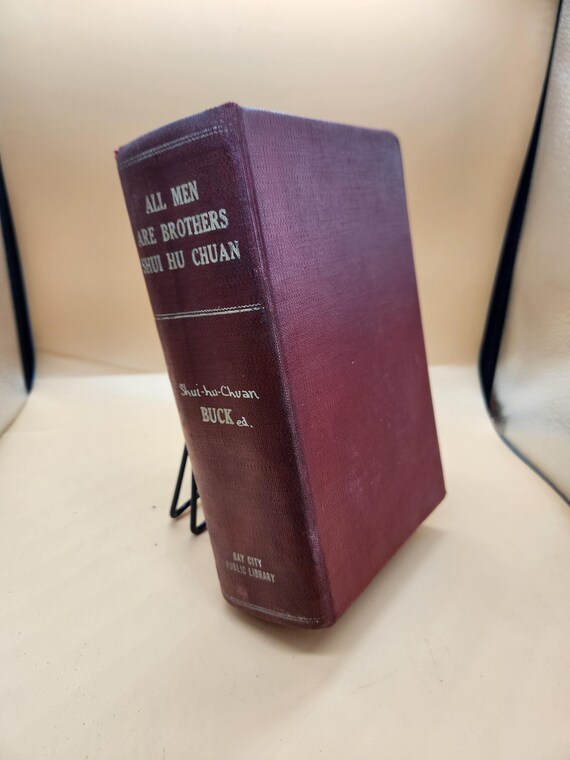 ALL MEN
ARE BROTHERS
SHUI HU CHUAN
Shui-hu-Chuan
BUCK ed.
BAY CITY
PUBLIC LIBRARY